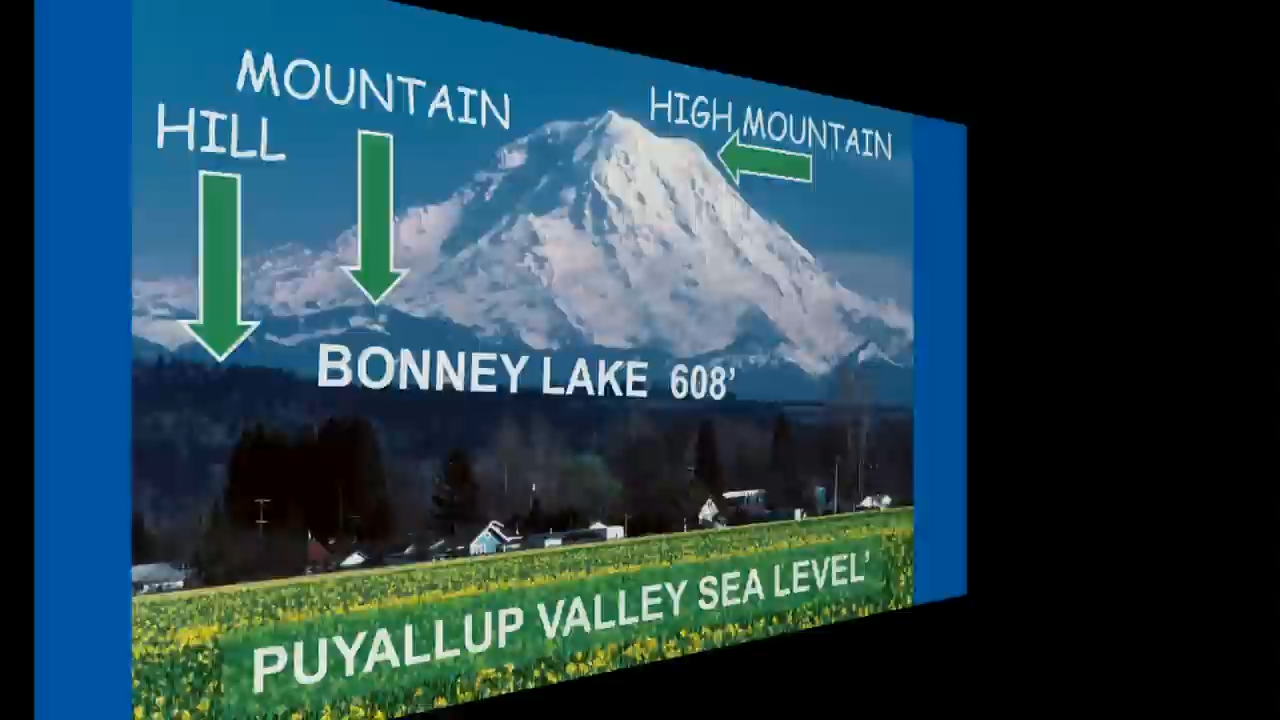 MOUNTAIN
HIGH MOUNTAIN
HILL
BONNEY LAKE 608’
PUYALLUP VALLEY SEA LEVEL’